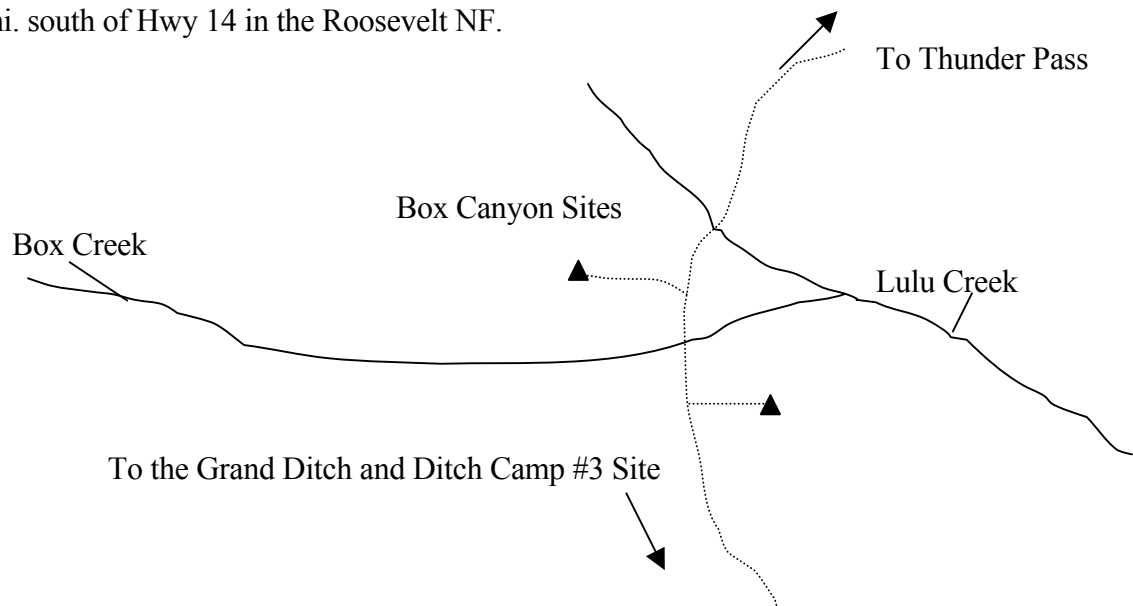 south of Hwy 14 in the Roosevelt NF.
To Thunder Pass
Box Canyon Sites
Box Creek
Lulu Creek
To the Grand Ditch and Ditch Camp #3 Site